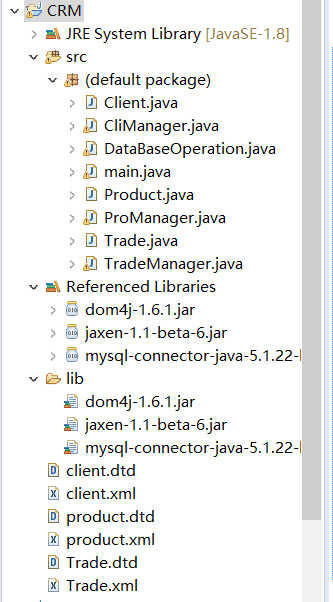 CRM
JRE System Library [JavaSE-1.8]
src
(default package)
Client.java
CliManager.java
DataBaseOperation.java
main.java
Product.java
ProManager.java
Trade.java
TradeManager.java
Referenced Libraries
dom4j-1.6.1.jar
jaxen-1.1-beta-6.jar
mysql-connector-java-5.1.22-
lib
dom4j-1.6.1.jar
jaxen-1.1-beta-6.jar
mysql-connector-java-5.1.22-
client.dtd
client.xml
product.dtd
product.xml
Trade.dtd
Trade.xml